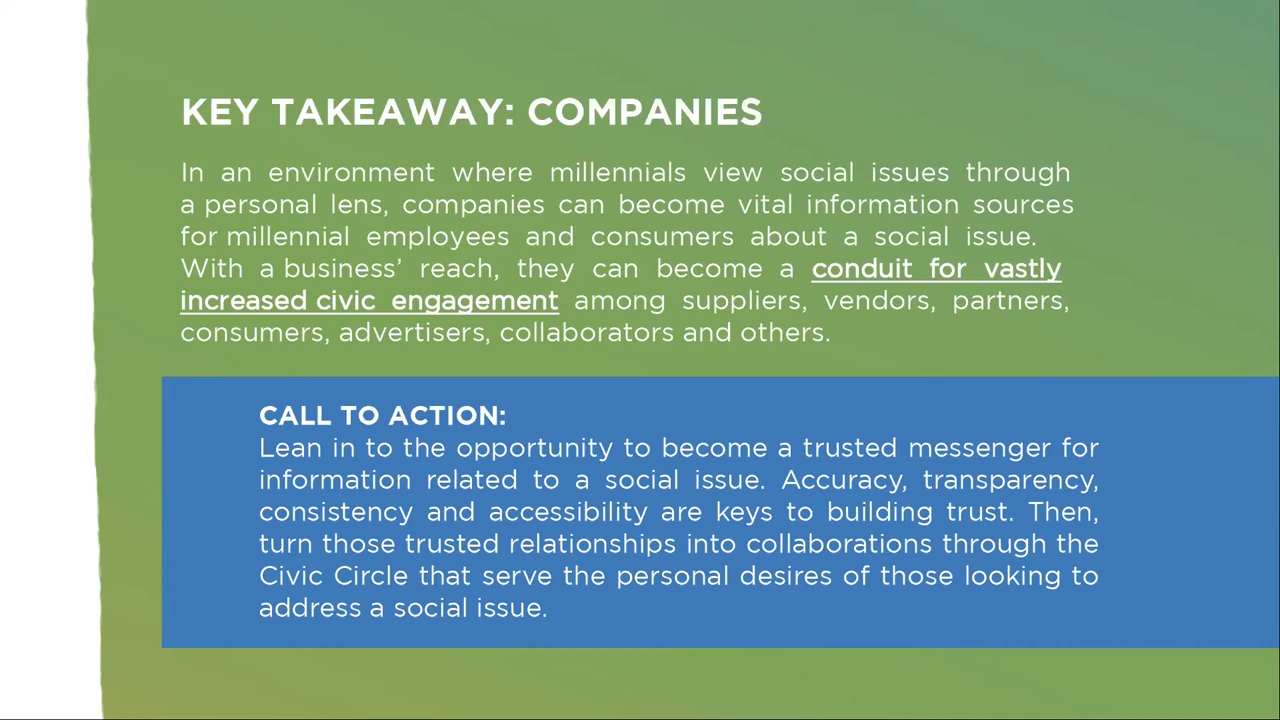 KEY TAKEAWAY: COMPANIES
In an environment where millennials view social issues through
a personal lens, companies can become vital information sources
for millennial employees and consumers about a social issue.
With a business’ reach, they can become a conduit for vastly
increased civic engagement among suppliers, vendors, partners,
consumers, advertisers, collaborators and others.
CALL TO ACTION:
Lean in to the opportunity to become a trusted messenger for
information related to a social issue. Accuracy, transparency,
consistency and accessibility are keys to building trust. Then,
turn those trusted relationships into collaborations through the
Civic Circle that serve the personal desires of those looking to
address a social issue.